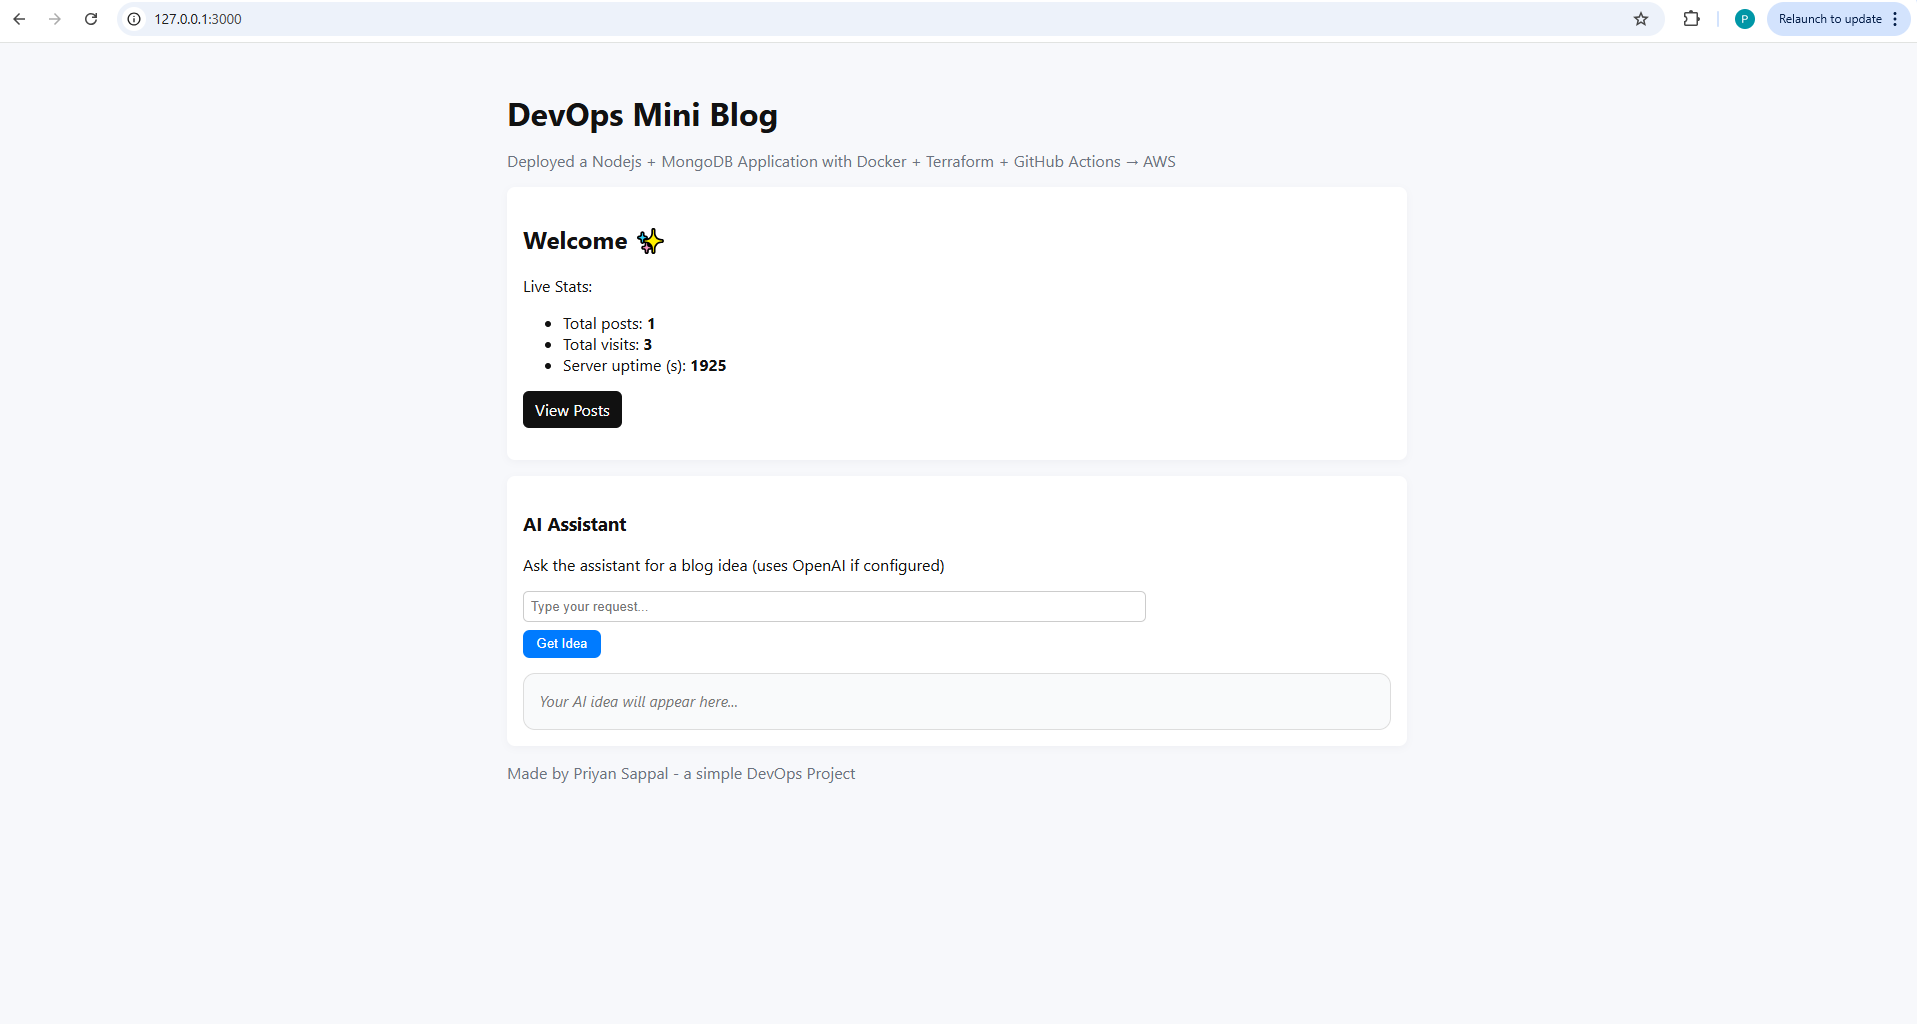 127.0.0.1:3000
P
Relaunch to update
DevOps Mini Blog
Deployed a Nodejs + MongoDB Application with Docker + Terraform + GitHub Actions → AWS
Welcome ✨
Live Stats:
• Total posts: 1
• Total visits: 3
• Server uptime (s): 1925
View Posts
AI Assistant
Ask the assistant for a blog idea (uses OpenAI if configured)
Type your request...
Get Idea
Your AI idea will appear here...
Made by Priyan Sappal - a simple DevOps Project